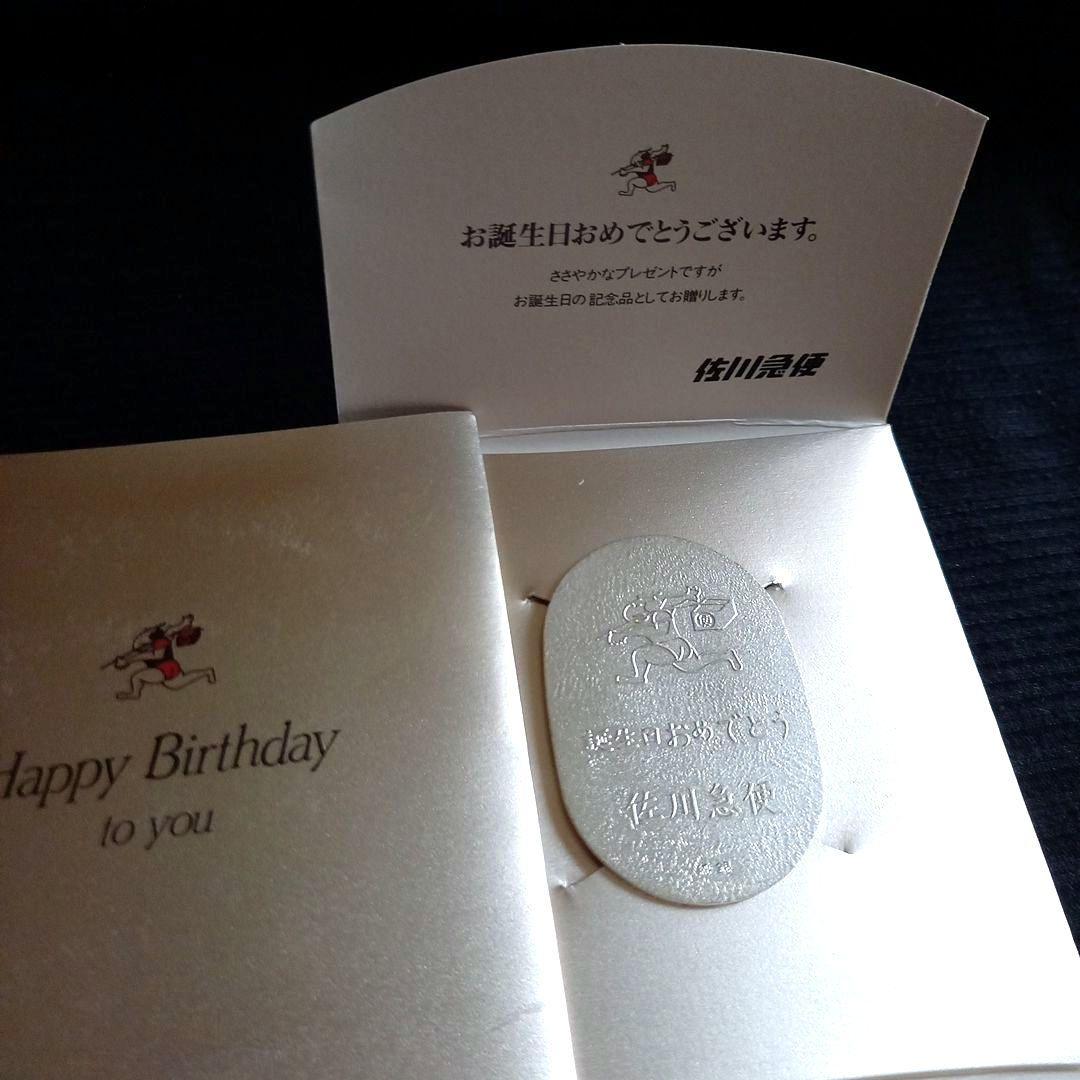 お誕生日おめでとうございます。
ささやかなプレゼントですが
お誕生日の記念品としてお贈りします。
佐川急便
Happy Birthday
to you
誕生日おめでとう
佐川急便
純銀